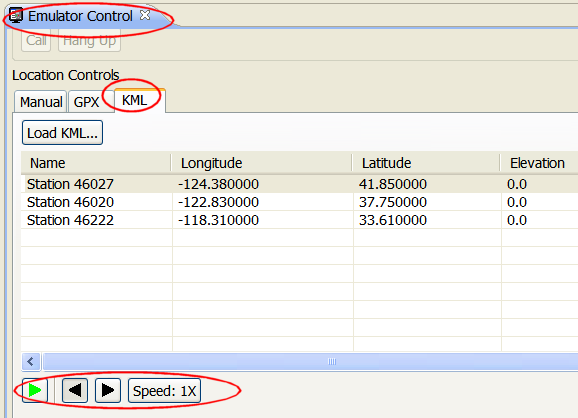 Emulator Control
Call Hang Up
Location Controls
Manual GPX KML
Load KML...
Name Longitude Latitude Elevation
Station 46027 -124.380000 41.850000 0.0
Station 46020 -122.830000 37.750000 0.0
Station 46222 -118.310000 33.610000 0.0
Speed: 1X